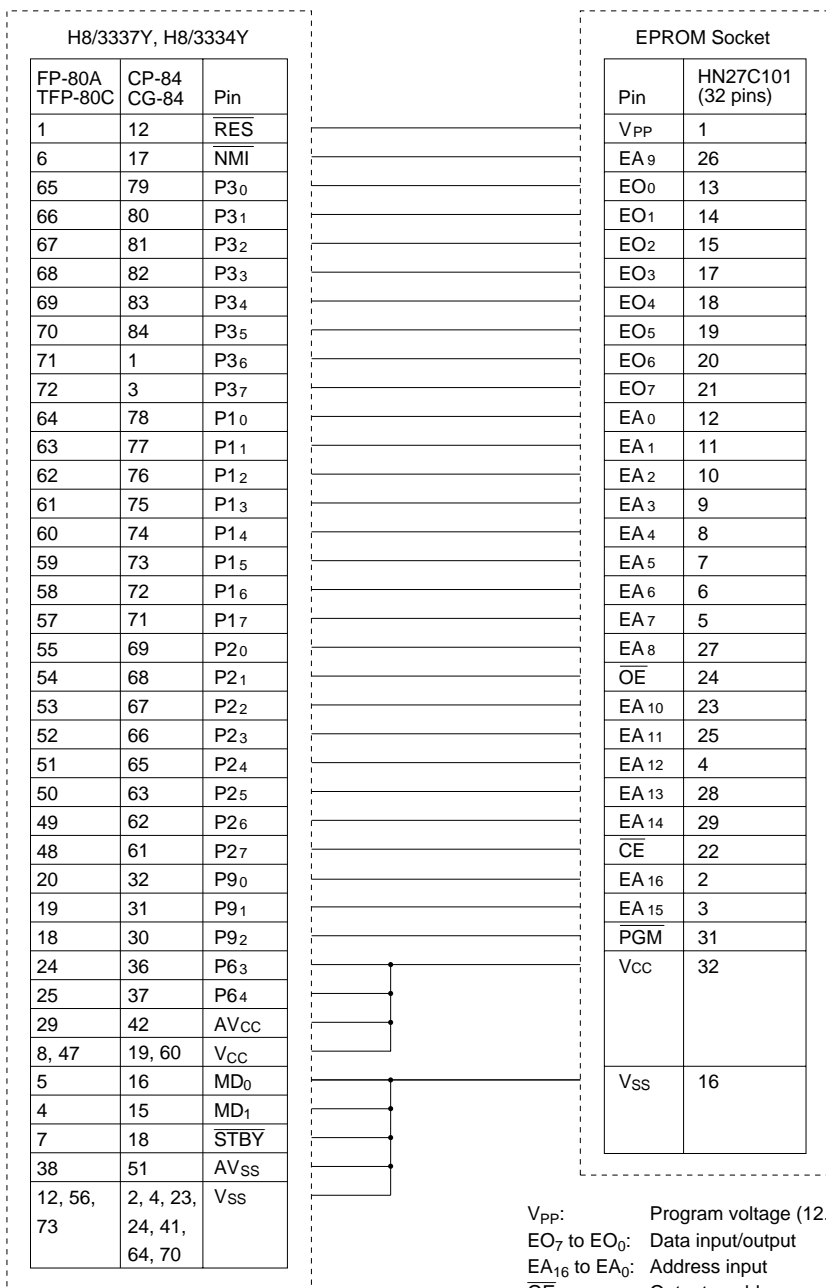 H8/3337Y, H8/3334Y EPROM Socket
FP-80A CP-84 HN27C101
TFP-80C CG-84 Pin Pin (32 pins)
1 12 RES VPP 1
6 17 NMI EA9 26
65 79 P30 EO0 13
66 80 P31 EO1 14
67 81 P32 EO2 15
68 82 P33 EO3 17
69 83 P34 EO4 18
70 84 P35 EO5 19
71 1 P36 EO6 20
72 3 P37 EO7 21
64 78 P10 EA0 12
63 77 P11 EA1 11
62 76 P12 EA2 10
61 75 P13 EA3 9
60 74 P14 EA4 8
59 73 P15 EA5 7
58 72 P16 EA6 6
57 71 P17 EA7 5
55 69 P20 EA8 27
54 68 P21 OE 24
53 67 P22 EA10 23
52 66 P23 EA11 25
51 65 P24 EA12 4
50 63 P25 EA13 28
49 62 P26 EA14 29
48 61 P27 CE 22
20 32 P90 EA16 2
19 31 P91 EA15 3
18 30 P92 PGM 31
24 36 P63 VCC 32
25 37 P64
29 42 AVCC
8, 47 19, 60 VCC
5 16 MD0 VSS 16
4 15 MD1
7 18 STBY
38 51 AVSS
12, 56, 2, 4, 23, VSS
73 24, 41,
64, 70
VPP: Program voltage (12.
EO7 to EO0: Data input/output
EA16 to EA0: Address input